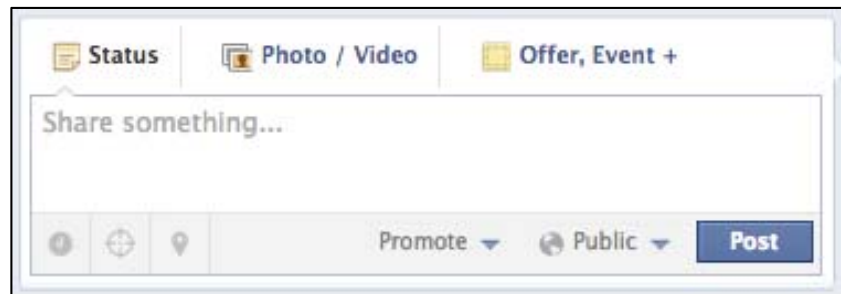 Status Photo / Video Offer, Event +
Share something...
Promote Public Post